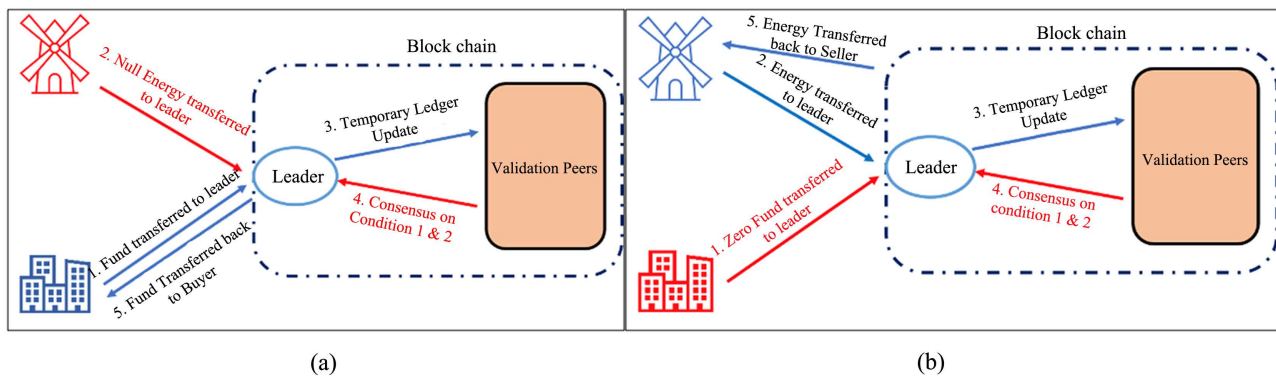 Block chain
2. Null Energy transferred
to leader
3. Temporary Ledger
Update
Validation Peers
Leader
4. Consensus on
Condition 1 & 2
1. Fund transferred to leader
5. Fund Transferred back
to Buyer
(a)
5. Energy Transferred
back to Seller
Block chain
2. Energy transferred
to leader
3. Temporary Ledger
Update
Validation Peers
Leader
4. Consensus on
condition 1 & 2
1. Zero Fund transferred
to leader
(b)